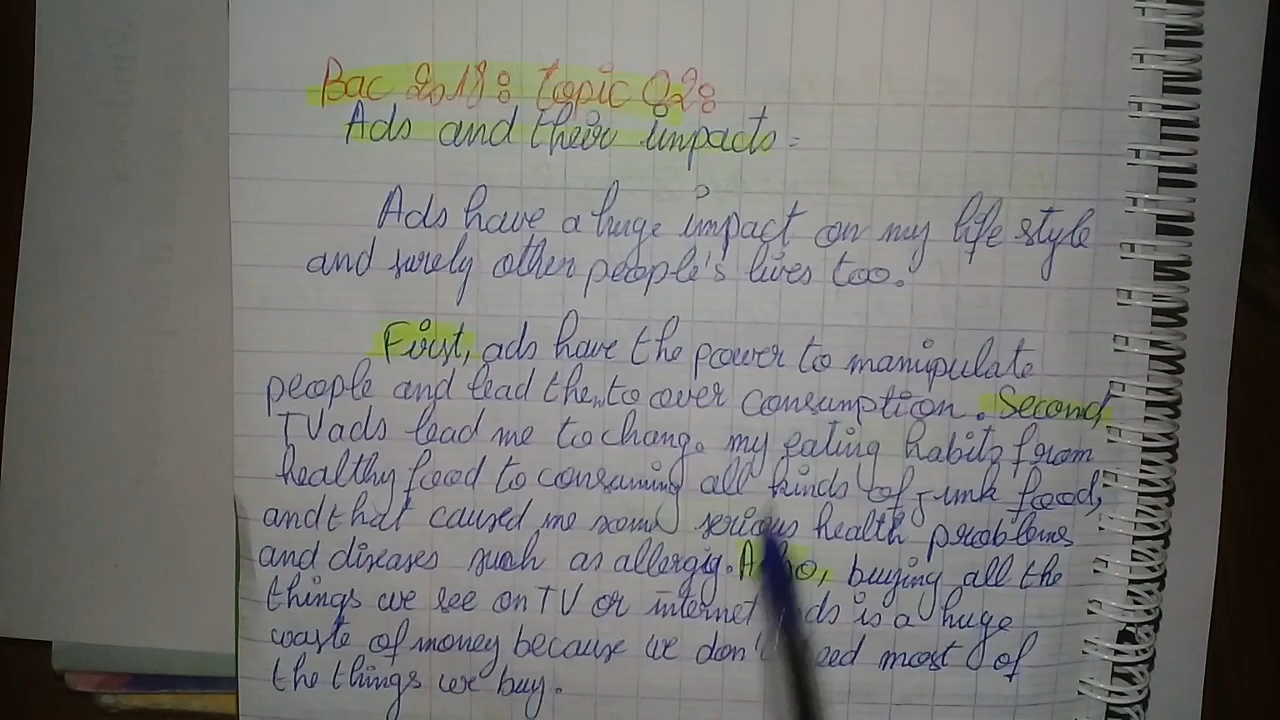 Bac 2018: topic 02:
Ads and their impacts:
Ads have a huge impact on my life style
and surely other people's lives too.
First, ads have the power to manipulate
people and lead them to over consumption. Second,
TV ads lead me to change my eating habits from
healthy food to consuming all kinds of junk food,
and that caused me some serious health problems
and diseases such as allergig. Also, buying all the
things we see on TV or internet ads is a huge
waste of money because we don't need most of
the things we buy.